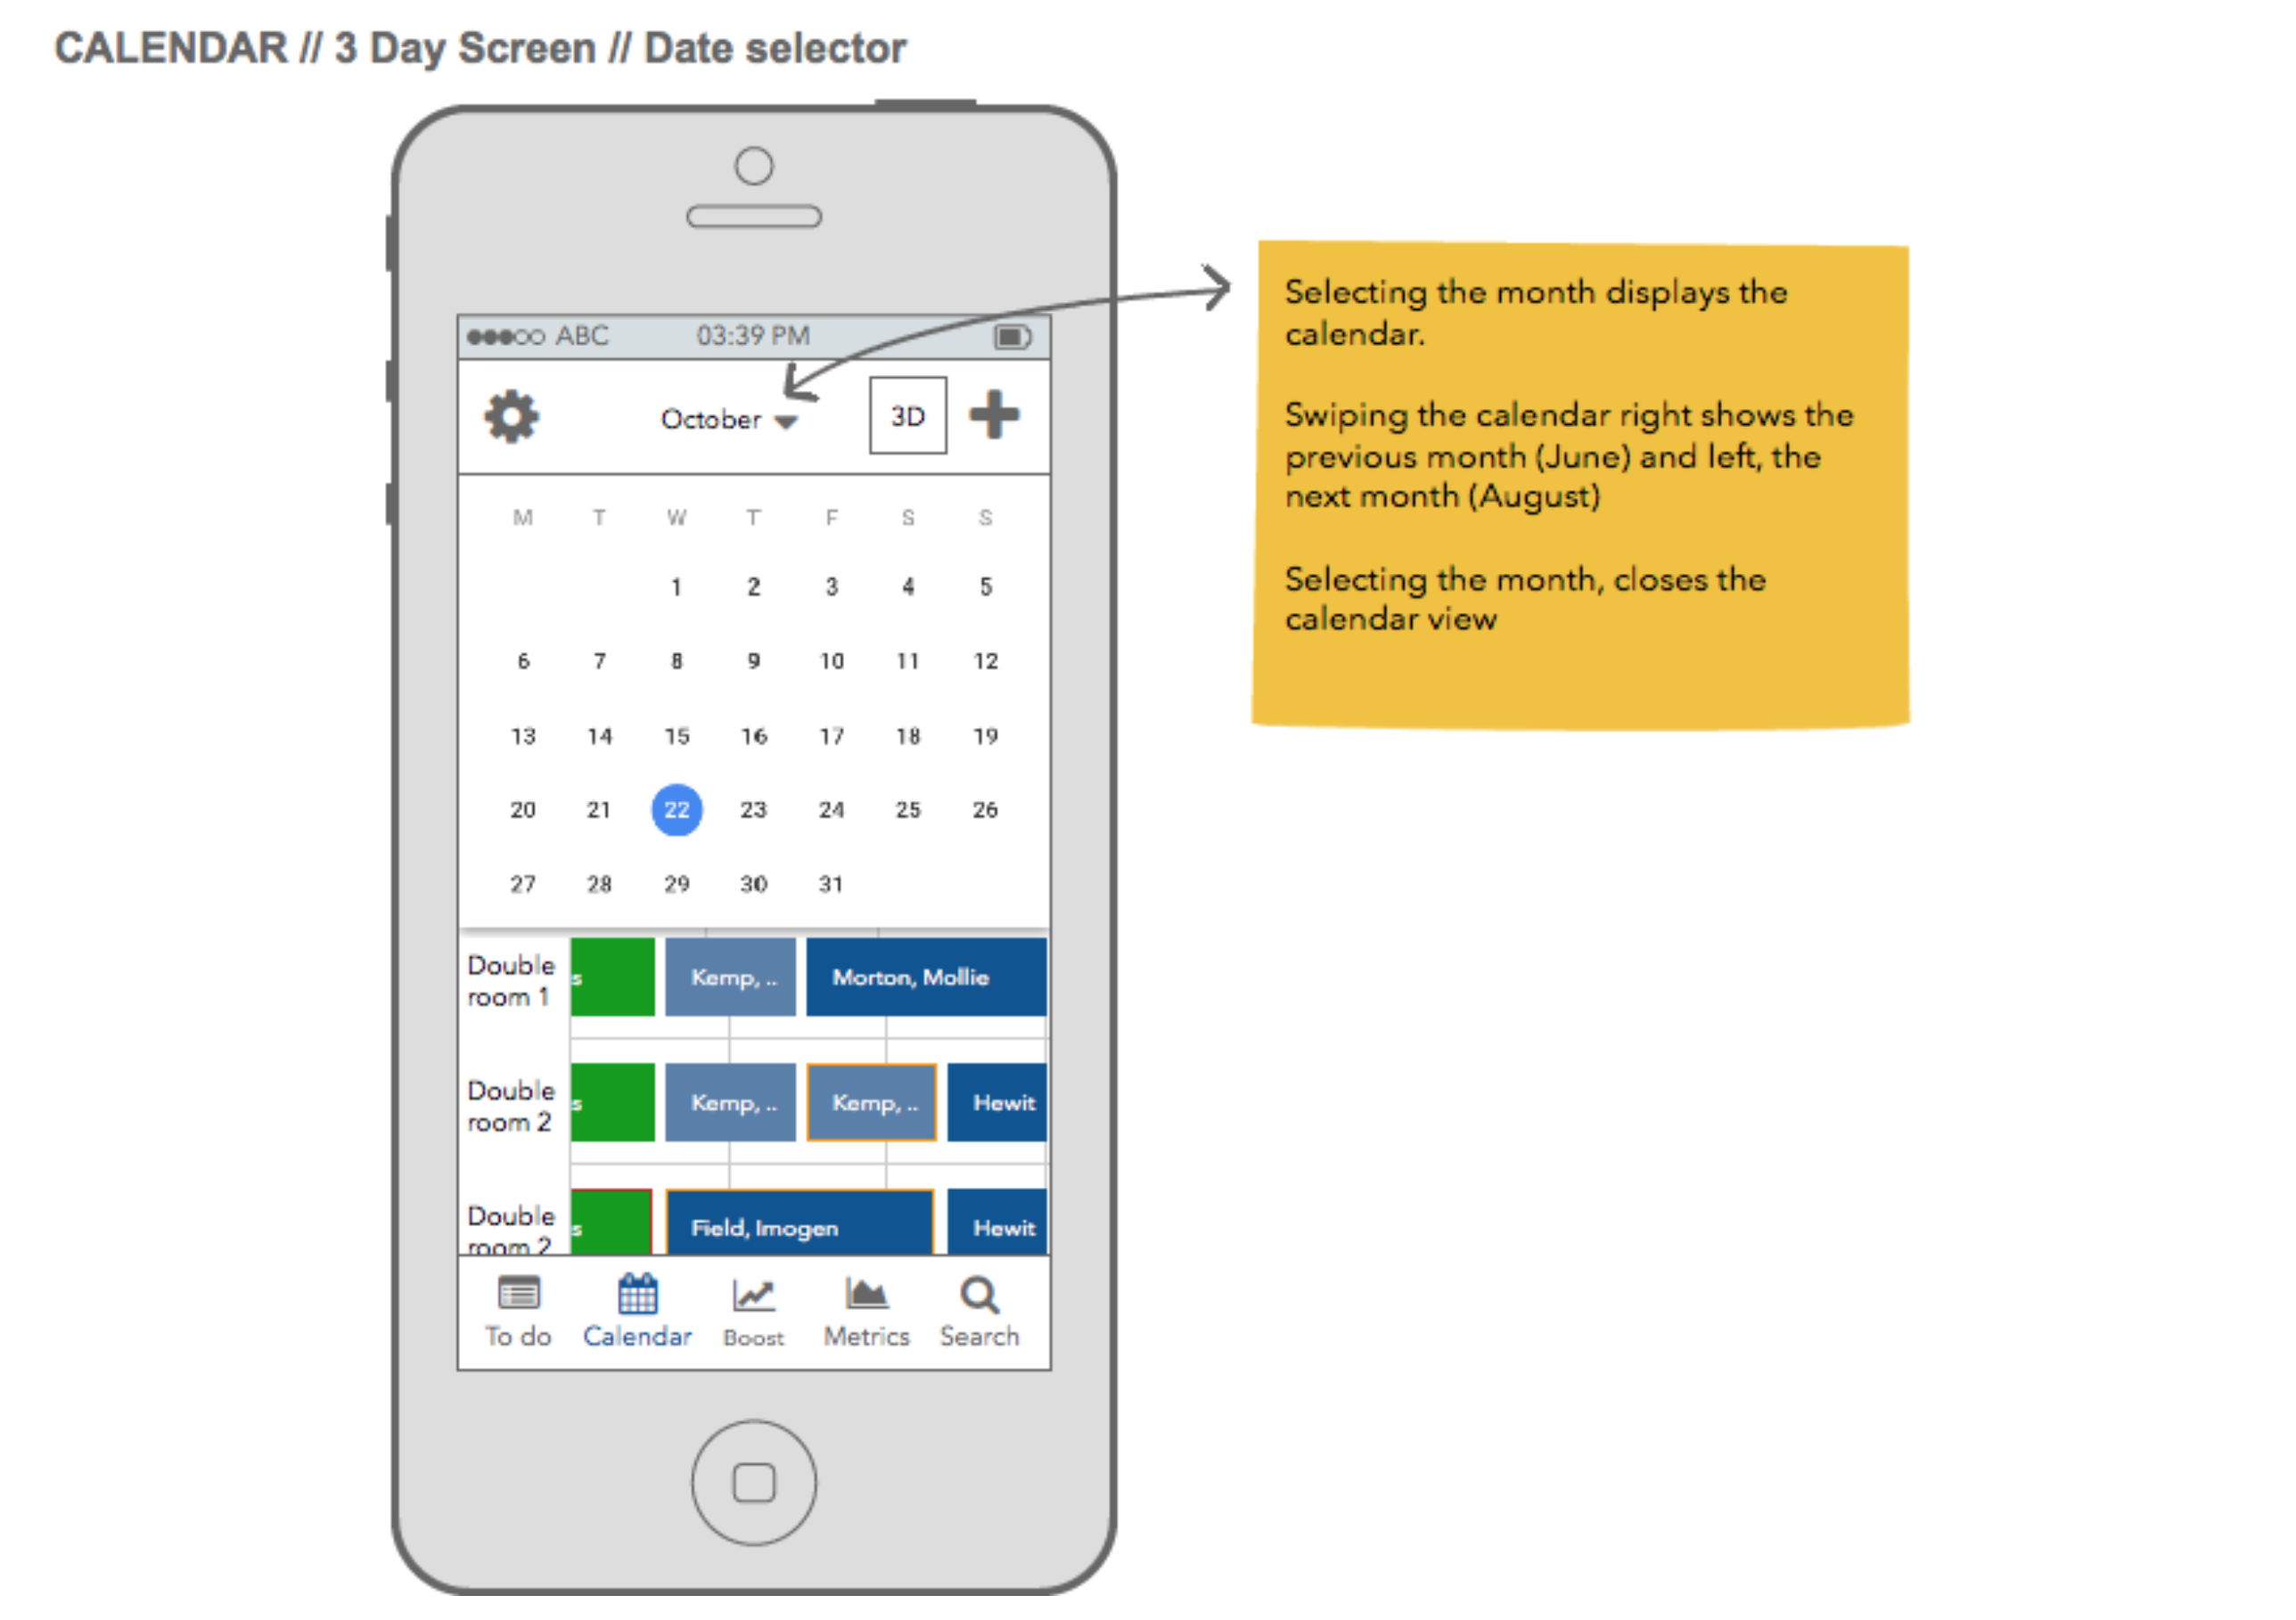 CALENDAR // 3 Day Screen // Date selector
ABC 03:39 PM
October 3D
M T W T F S S
1 2 3 4 5
6 7 8 9 10 11 12
13 14 15 16 17 18 19
20 21 22 23 24 25 26
27 28 29 30 31
Double
room 1
s Kemp, .. Morton, Mollie
Double
room 2
s Kemp, .. Kemp, .. Hewit
Double
room 2
s Field, Imogen Hewit
To do Calendar Boost Metrics Search
Selecting the month displays the
calendar.
Swiping the calendar right shows the
previous month (June) and left, the
next month (August)
Selecting the month, closes the
calendar view